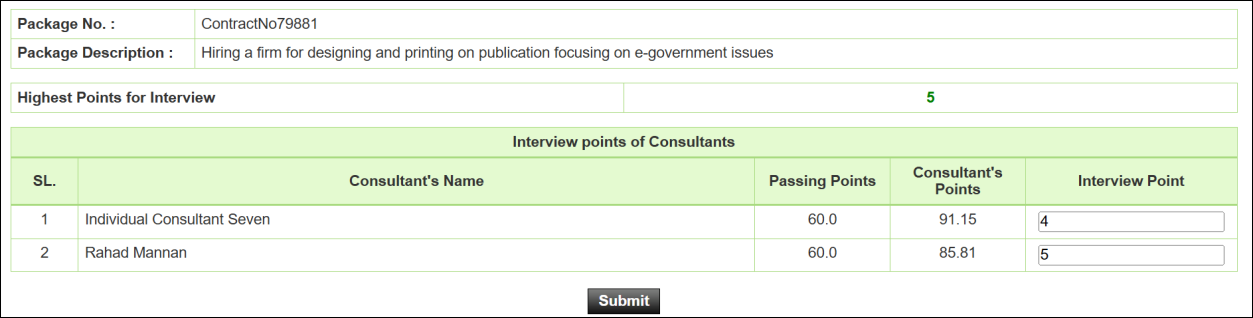 Package No. : ContractNo79881
Package Description : Hiring a firm for designing and printing on publication focusing on e-government issues
Highest Points for Interview 5
Interview points of Consultants
SL. Consultant's Name Passing Points Consultant's Points Interview Point
1 Individual Consultant Seven 60.0 91.15 4
2 Rahad Mannan 60.0 85.81 5
Submit